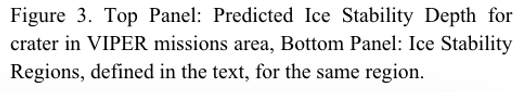 Figure 3. Top Panel: Predicted Ice Stability Depth for
crater in VIPER missions area, Bottom Panel: Ice Stability
Regions, defined in the text, for the same region.